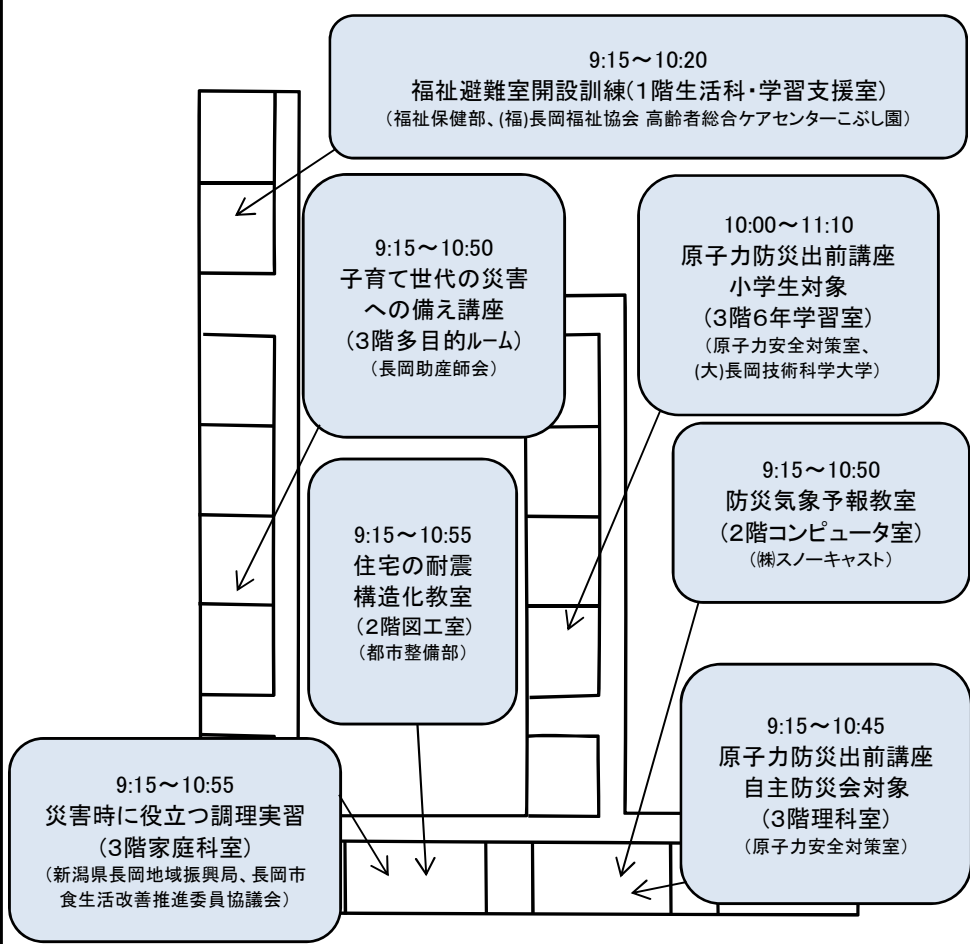 9:15～10:20
福祉避難室開設訓練(1階生活科・学習支援室)
(福祉保健部、(福)長岡福祉協会 高齢者総合ケアセンターこぶし園)
9:15～10:50
子育て世代の災害
への備え講座
(3階多目的ルーム)
(長岡助産師会)
10:00～11:10
原子力防災出前講座
小学生対象
(3階6年学習室)
(原子力安全対策室、
(大)長岡技術科学大学)
9:15～10:50
防災気象予報教室
(2階コンピュータ室)
(㈱スノーキャスト)
9:15～10:55
住宅の耐震
構造化教室
(2階図工室)
(都市整備部)
9:15～10:45
原子力防災出前講座
自主防災会対象
(3階理科室)
(原子力安全対策室)
9:15～10:55
災害時に役立つ調理実習
(3階家庭科室)
(新潟県長岡地域振興局、長岡市
食生活改善推進委員協議会)